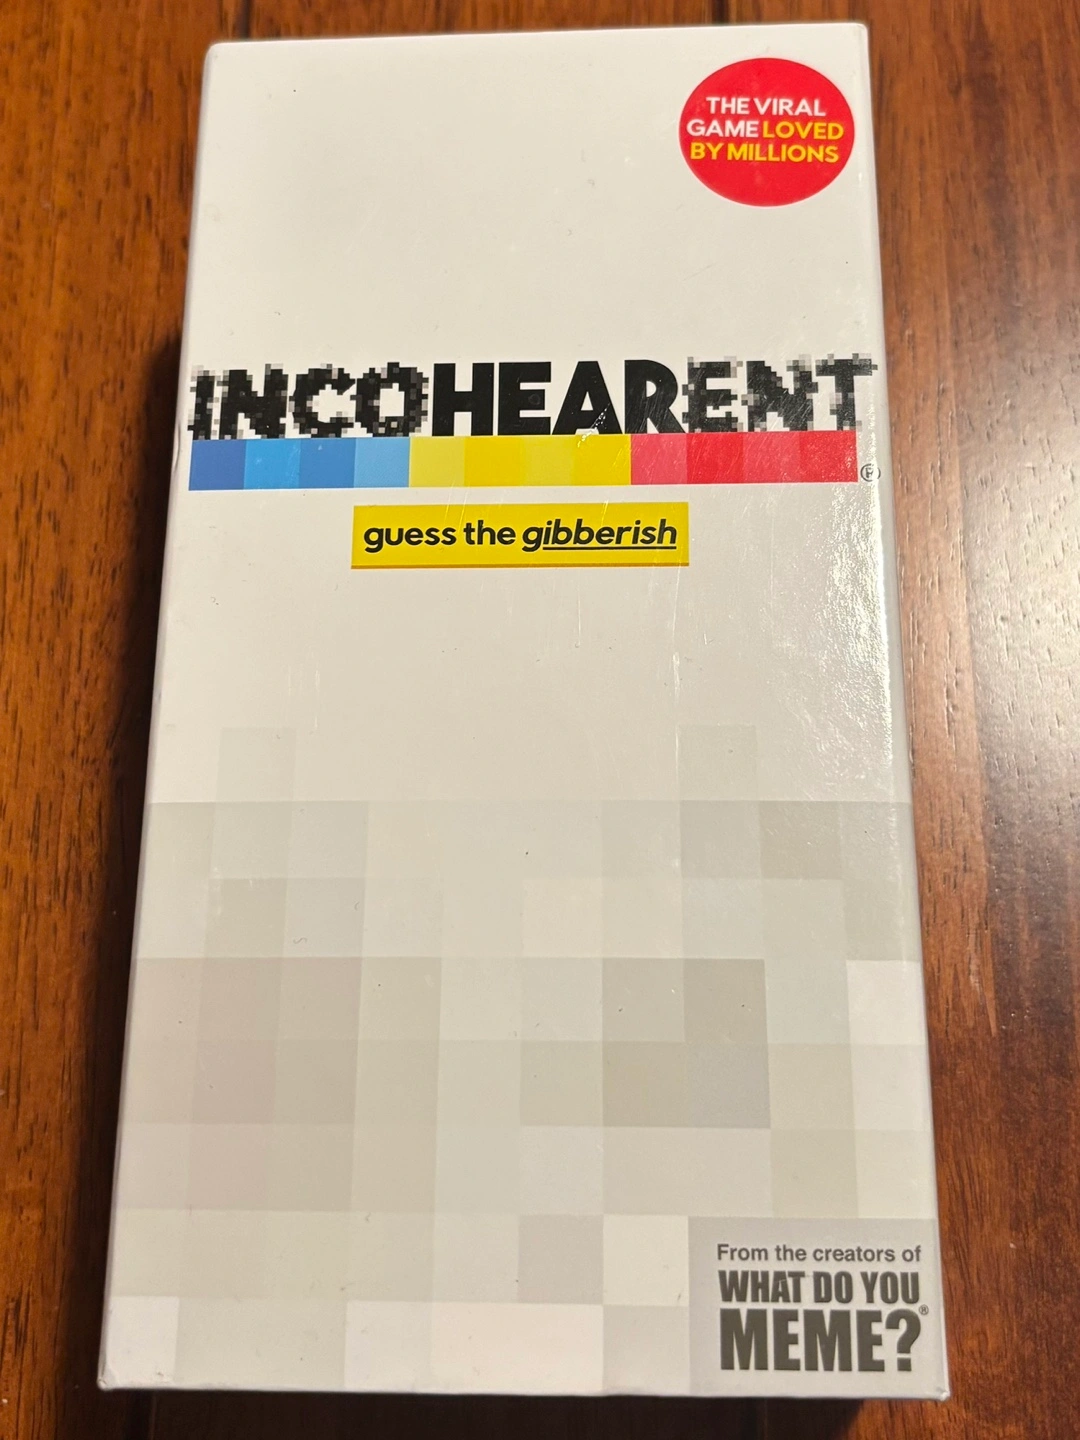 THE VIRAL
GAME LOVED
BY MILLIONS
INCOHEARENT
®
guess the gibberish
From the creators of
WHAT DO YOU
MEME?®